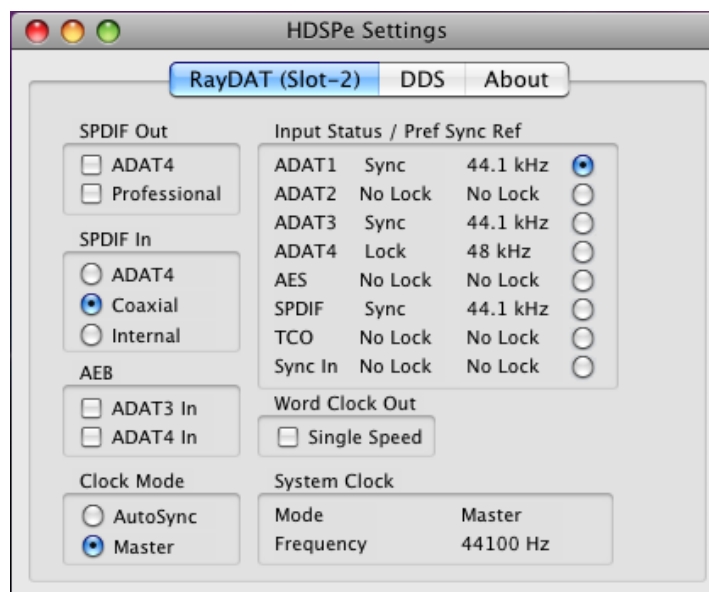 HDSPe Settings
RayDAT (Slot-2) DDS About
SPDIF Out
ADAT4
Professional
SPDIF In
ADAT4
Coaxial
Internal
AEB
ADAT3 In
ADAT4 In
Clock Mode
AutoSync
Master
Input Status / Pref Sync Ref
ADAT1 Sync 44.1 kHz
ADAT2 No Lock No Lock
ADAT3 Sync 44.1 kHz
ADAT4 Lock 48 kHz
AES No Lock No Lock
SPDIF Sync 44.1 kHz
TCO No Lock No Lock
Sync In No Lock No Lock
Word Clock Out
Single Speed
System Clock
Mode Master
Frequency 44100 Hz